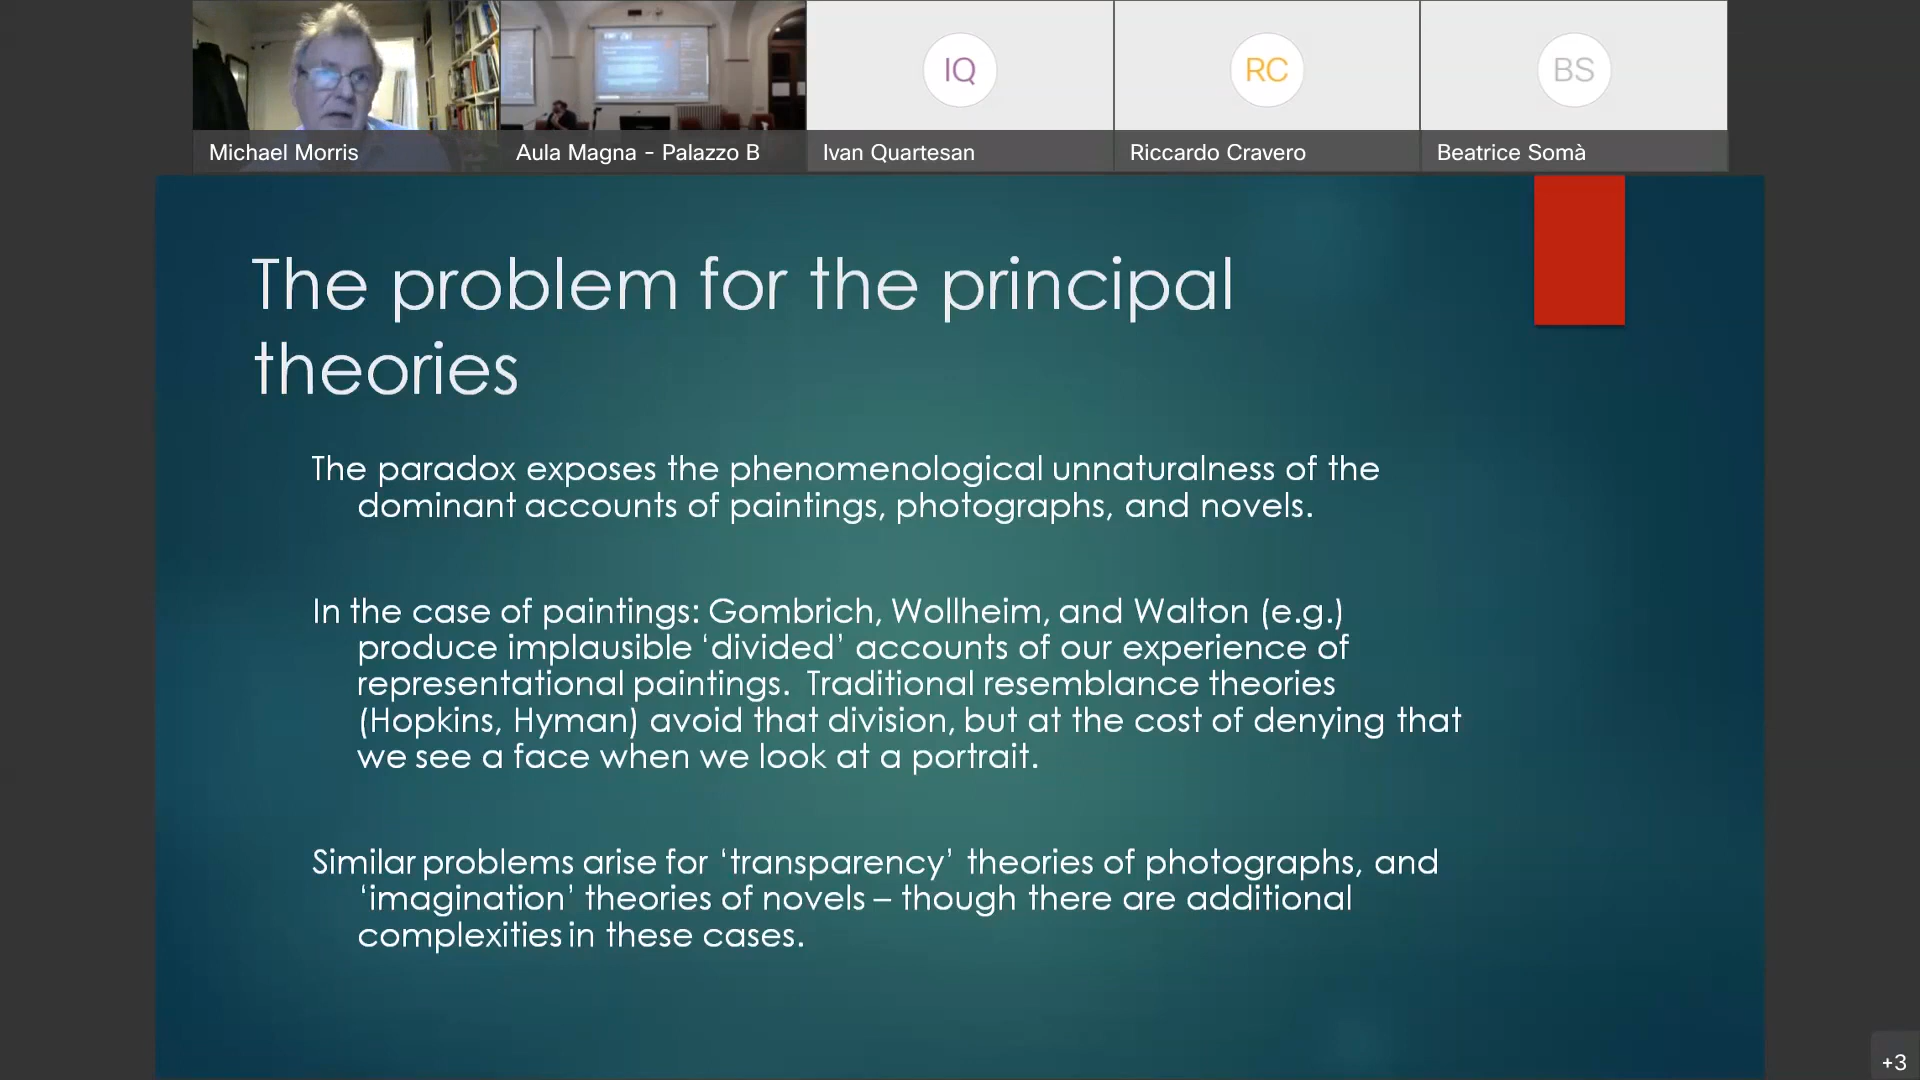 Michael Morris
Aula Magna - Palazzo B
IQ
Ivan Quartesan
RC
Riccardo Cravero
BS
Beatrice Somà
The problem for the principal
theories
The paradox exposes the phenomenological unnaturalness of the
dominant accounts of paintings, photographs, and novels.
In the case of paintings: Gombrich, Wollheim, and Walton (e.g.)
produce implausible ‘divided’ accounts of our experience of
representational paintings. Traditional resemblance theories
(Hopkins, Hyman) avoid that division, but at the cost of denying that
we see a face when we look at a portrait.
Similar problems arise for ‘transparency’ theories of photographs, and
‘imagination’ theories of novels – though there are additional
complexities in these cases.
+3